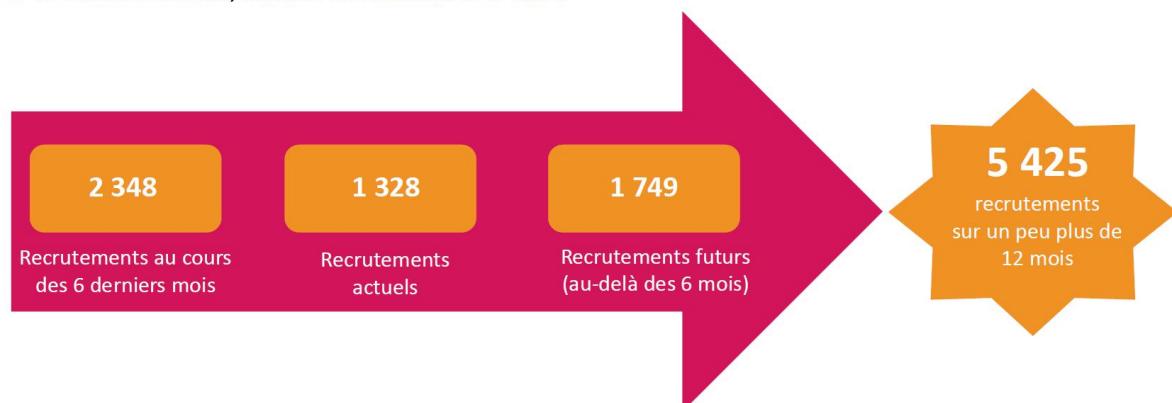 2 348
Recrutements au cours
des 6 derniers mois
1 328
Recrutements
actuels
1 749
Recrutements futurs
(au-delà des 6 mois)
5 425
recrutements
sur un peu plus de
12 mois